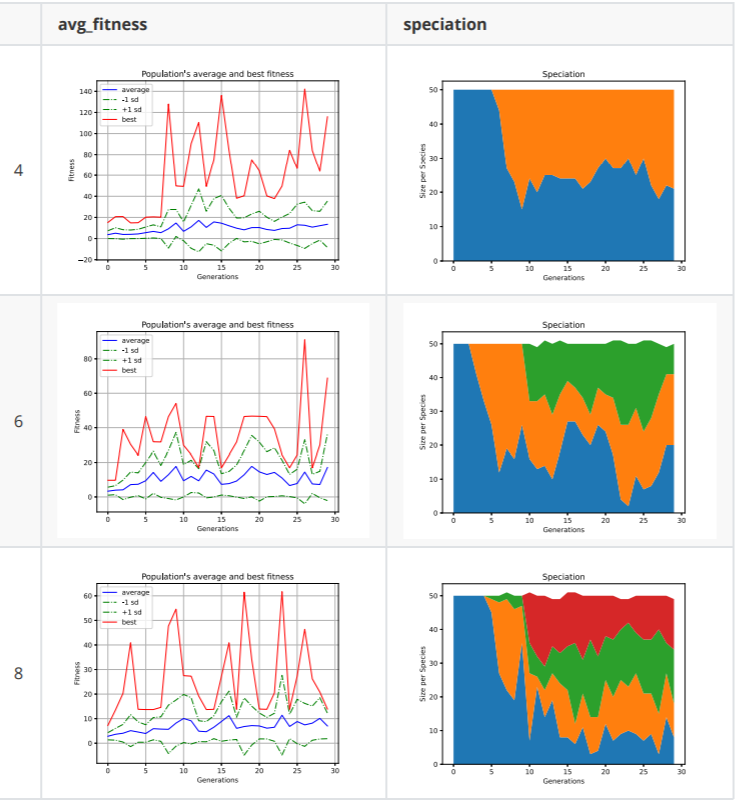 avg_fitness
speciation
4
Population's average and best fitness
average
-1 sd
+1 sd
best
140
120
100
80
60
40
20
0
−20
Fitness
0 5 10 15 20 25 30
Generations
Speciation
50
40
30
20
10
0
Size per Species
0 5 10 15 20 25 30
Generations
6
Population's average and best fitness
average
-1 sd
+1 sd
best
80
60
40
20
0
Fitness
0 5 10 15 20 25 30
Generations
Speciation
50
40
30
20
10
0
Size per Species
0 5 10 15 20 25 30
Generations
8
Population's average and best fitness
average
-1 sd
+1 sd
best
60
50
40
30
20
10
0
Fitness
0 5 10 15 20 25 30
Generations
Speciation
50
40
30
20
10
0
Size per Species
0 5 10 15 20 25 30
Generations